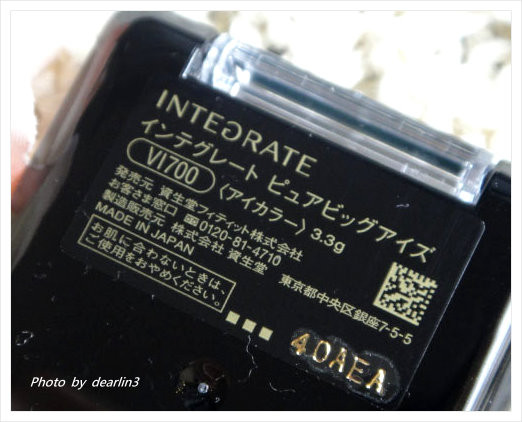 INTEGRATE
インテグレート ピュアビッグアイズ
VI700 〈アイカラー〉 3.3g
発売元 資生堂フィティット株式会社
お客さま窓口 0120-81-4710
製造販売元 株式会社 資生堂 東京都中央区銀座7-5-5
MADE IN JAPAN
お肌に合わないときは、
ご使用をおやめください。
40AEA
Photo by dearlin3